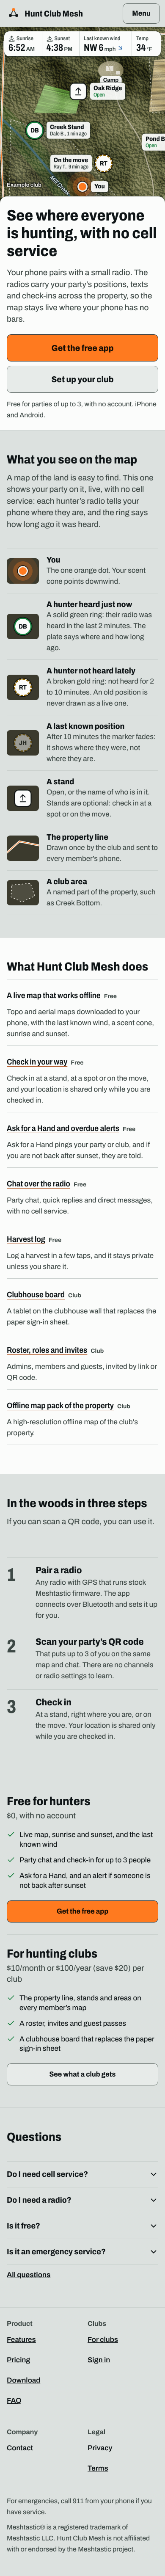 Hunt Club Mesh
Menu
Sunrise
6:52 AM
Sunset
4:38 PM
Last known wind
NW 6 mph
Temp
34 °F
SB
Camp
Oak Ridge
Open
DB
Creek Stand
Dale B., 1 min ago
Pond B
Open
On the move
Ray T., 9 min ago
RT
Mill Creek
You
Example club
See where everyone
is hunting, with no cell
service
Your phone pairs with a small radio. The
radios carry your party's positions, texts
and check-ins across the property, so the
map stays live where your phone has no
bars.
Get the free app
Set up your club
Free for parties of up to 3, with no account. iPhone
and Android.
What you see on the map
A map of the land is easy to find. This one
shows your party on it, live, with no cell
service: each hunter's radio tells your
phone where they are, and the ring says
how long ago it was heard.
You
The one orange dot. Your scent
cone points downwind.
DB
A hunter heard just now
A solid green ring: their radio was
heard in the last 2 minutes. The
plate says where and how long
ago.
RT
A hunter not heard lately
A broken gold ring: not heard for 2
to 10 minutes. An old position is
never drawn as a live one.
JH
A last known position
After 10 minutes the marker fades:
it shows where they were, not
where they are.
A stand
Open, or the name of who is in it.
Stands are optional: check in at a
spot or on the move.
The property line
Drawn once by the club and sent to
every member's phone.
A club area
A named part of the property, such
as Creek Bottom.
What Hunt Club Mesh does
A live map that works offline Free
Topo and aerial maps downloaded to your
phone, with the last known wind, a scent cone,
sunrise and sunset.
Check in your way Free
Check in at a stand, at a spot or on the move,
and your location is shared only while you are
checked in.
Ask for a Hand and overdue alerts Free
Ask for a Hand pings your party or club, and if
you are not back after sunset, they are told.
Chat over the radio Free
Party chat, quick replies and direct messages,
with no cell service.
Harvest log Free
Log a harvest in a few taps, and it stays private
unless you share it.
Clubhouse board Club
A tablet on the clubhouse wall that replaces the
paper sign-in sheet.
Roster, roles and invites Club
Admins, members and guests, invited by link or
QR code.
Offline map pack of the property Club
A high-resolution offline map of the club's
property.
In the woods in three steps
If you can scan a QR code, you can use it.
1
Pair a radio
Any radio with GPS that runs stock
Meshtastic firmware. The app
connects over Bluetooth and sets it up
for you.
2
Scan your party's QR code
That puts up to 3 of you on the same
map and chat. There are no channels
or radio settings to learn.
3
Check in
At a stand, right where you are, or on
the move. Your location is shared only
while you are checked in.
Free for hunters
$0, with no account
Live map, sunrise and sunset, and the last
known wind
Party chat and check-in for up to 3 people
Ask for a Hand, and an alert if someone is
not back after sunset
Get the free app
For hunting clubs
$10/month or $100/year (save $20) per
club
The property line, stands and areas on
every member's map
A roster, invites and guest passes
A clubhouse board that replaces the paper
sign-in sheet
See what a club gets
Questions
Do I need cell service?
Do I need a radio?
Is it free?
Is it an emergency service?
All questions
Product
Features
Pricing
Download
FAQ
Clubs
For clubs
Sign in
Company
Contact
Legal
Privacy
Terms
For emergencies, call 911 from your phone if you
have service.
Meshtastic® is a registered trademark of
Meshtastic LLC. Hunt Club Mesh is not affiliated
with or endorsed by the Meshtastic project.